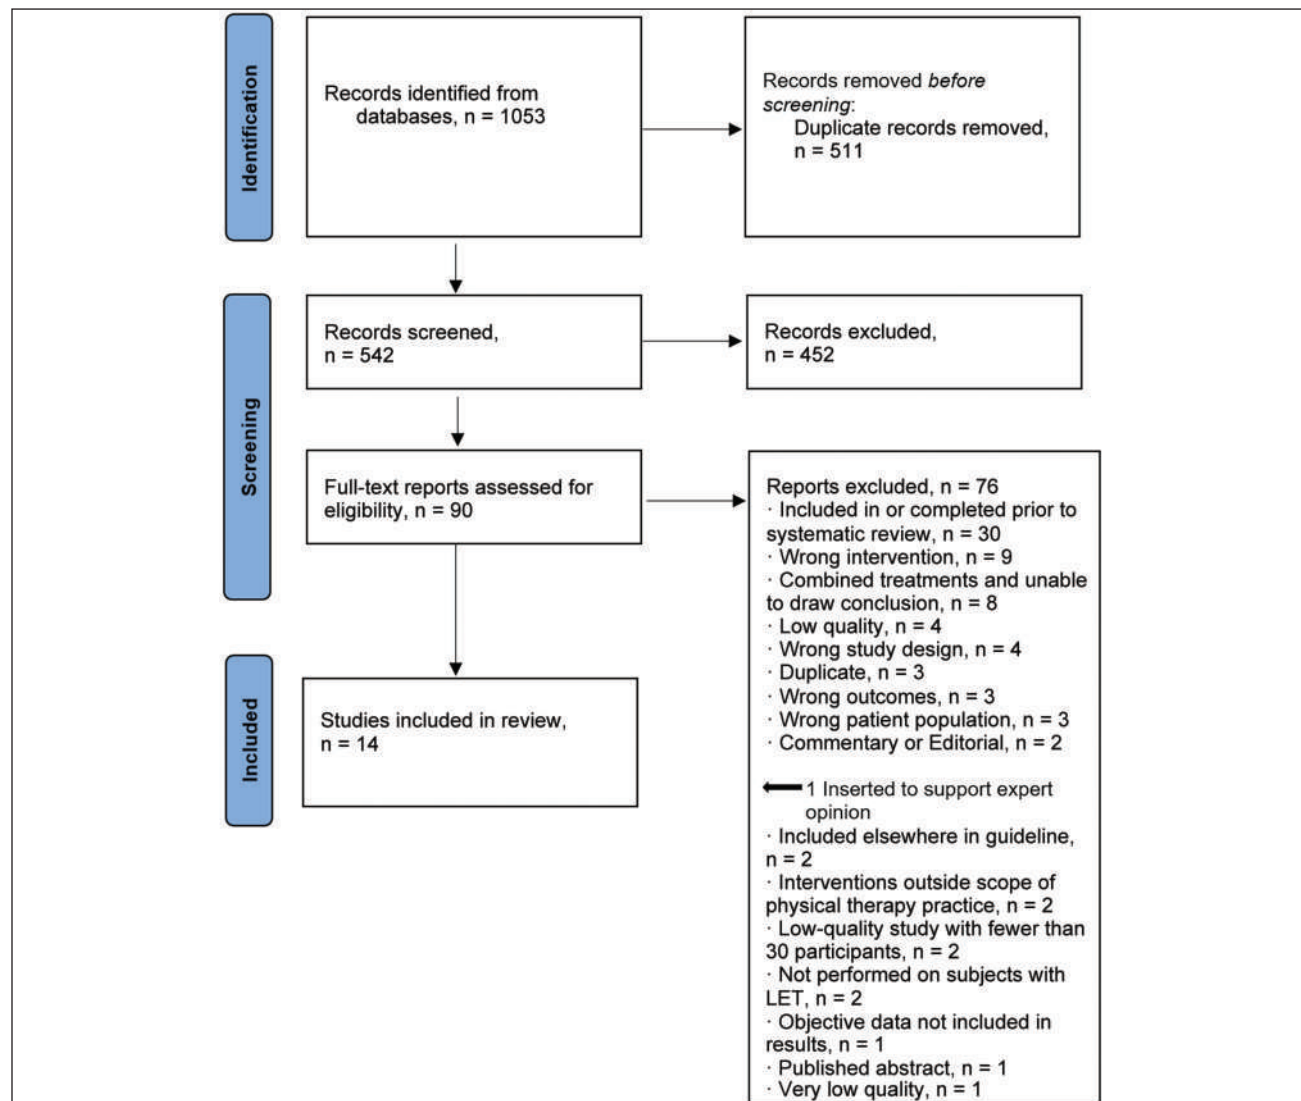 Identification
Records identified from
databases, n = 1053
Records removed before
screening:
Duplicate records removed,
n = 511
Screening
Records screened,
n = 542
Records excluded,
n = 452
Full-text reports assessed for
eligibility, n = 90
Reports excluded, n = 76
· Included in or completed prior to
systematic review, n = 30
· Wrong intervention, n = 9
· Combined treatments and unable
to draw conclusion, n = 8
· Low quality, n = 4
· Wrong study design, n = 4
· Duplicate, n = 3
· Wrong outcomes, n = 3
· Wrong patient population, n = 3
· Commentary or Editorial, n = 2
1 Inserted to support expert
opinion
· Included elsewhere in guideline,
n = 2
· Interventions outside scope of
physical therapy practice, n = 2
· Low-quality study with fewer than
30 participants, n = 2
· Not performed on subjects with
LET, n = 2
· Objective data not included in
results, n = 1
· Published abstract, n = 1
· Very low quality, n = 1
Included
Studies included in review,
n = 14